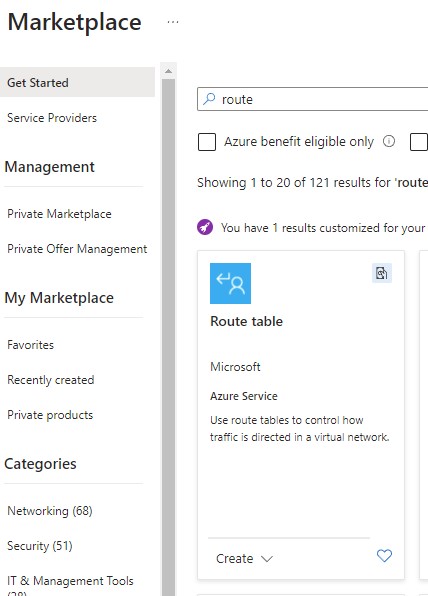 Marketplace ...
Get Started
Service Providers
Management
Private Marketplace
Private Offer Management
My Marketplace
Favorites
Recently created
Private products
Categories
Networking (68)
Security (51)
IT & Management Tools
(28)
route
Azure benefit eligible only
Showing 1 to 20 of 121 results for 'route
You have 1 results customized for your
Route table
Microsoft
Azure Service
Use route tables to control how
traffic is directed in a virtual network.
Create